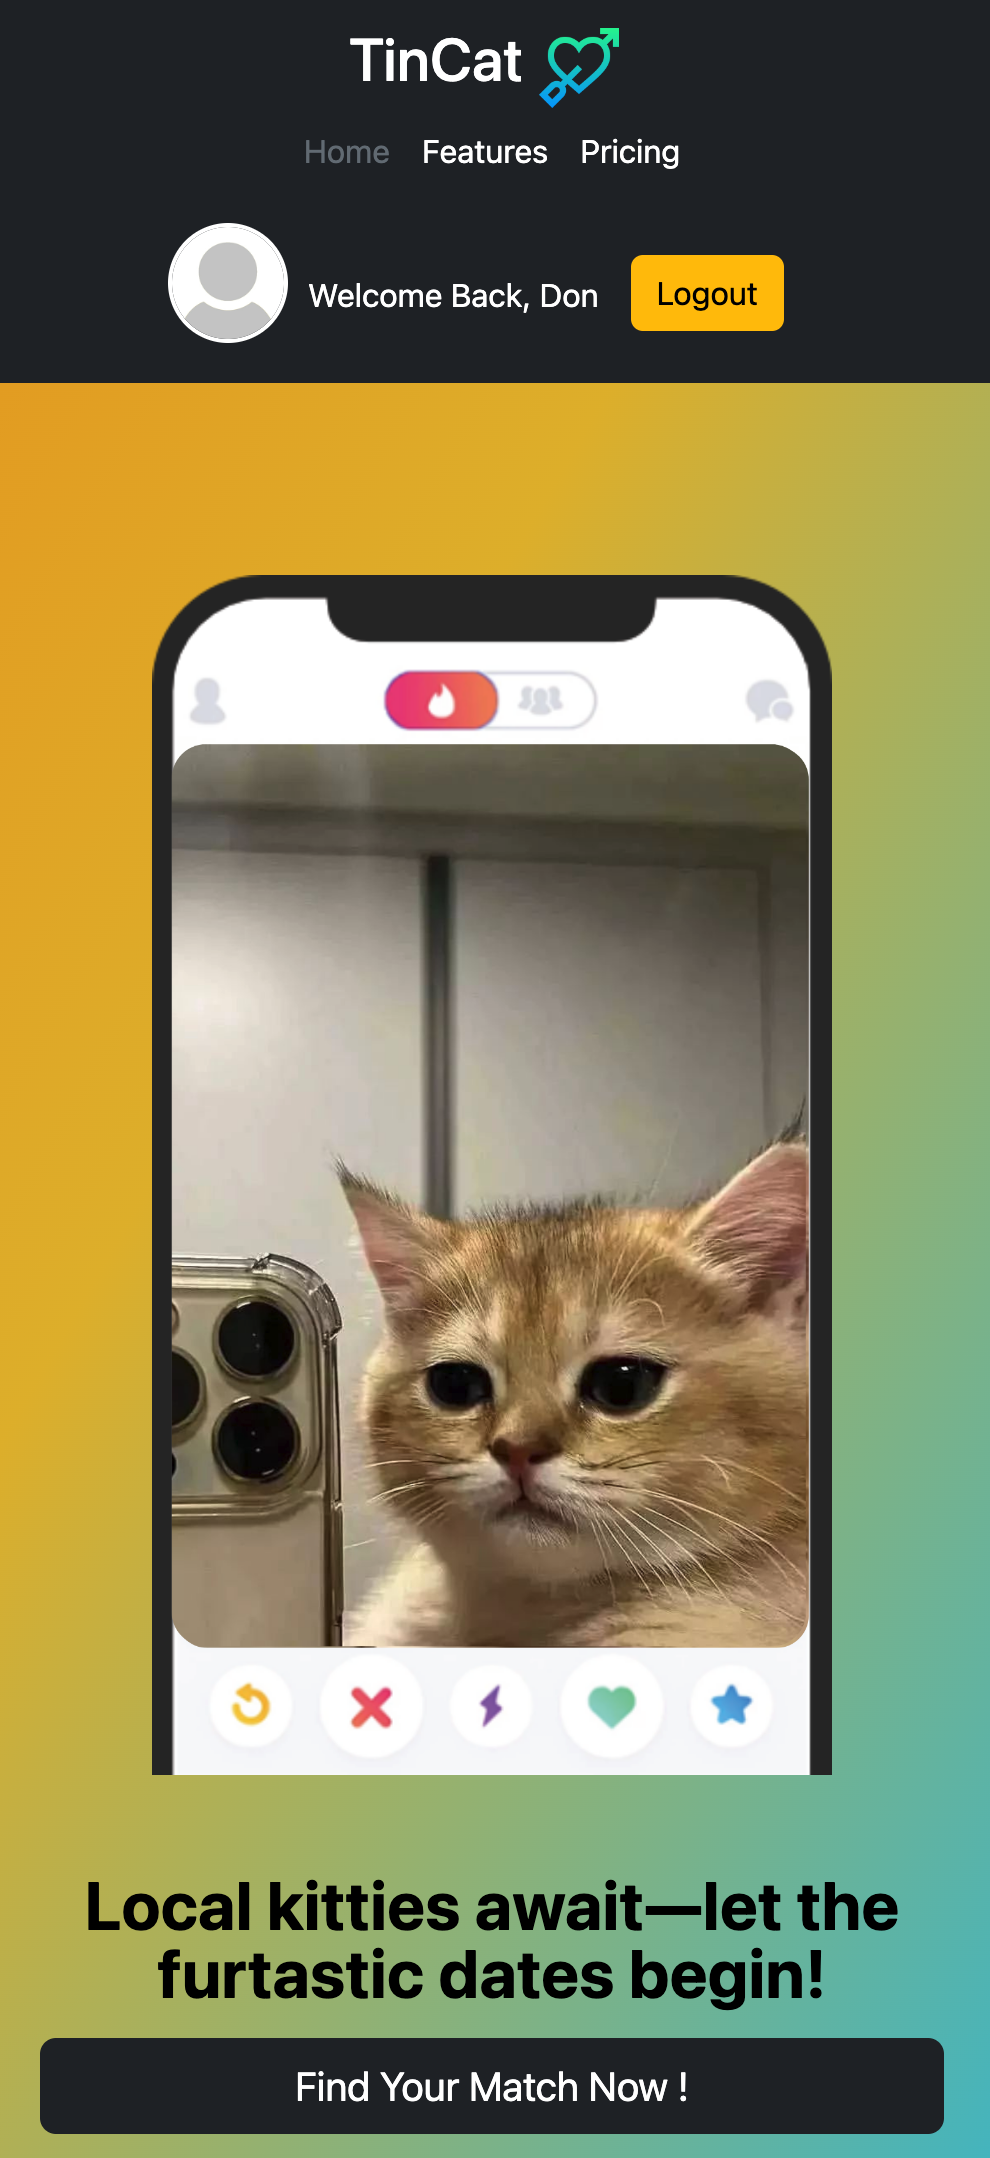 TinCat
Home Features Pricing
Welcome Back, Don Logout
Local kitties await—let the
furtastic dates begin!
Find Your Match Now !